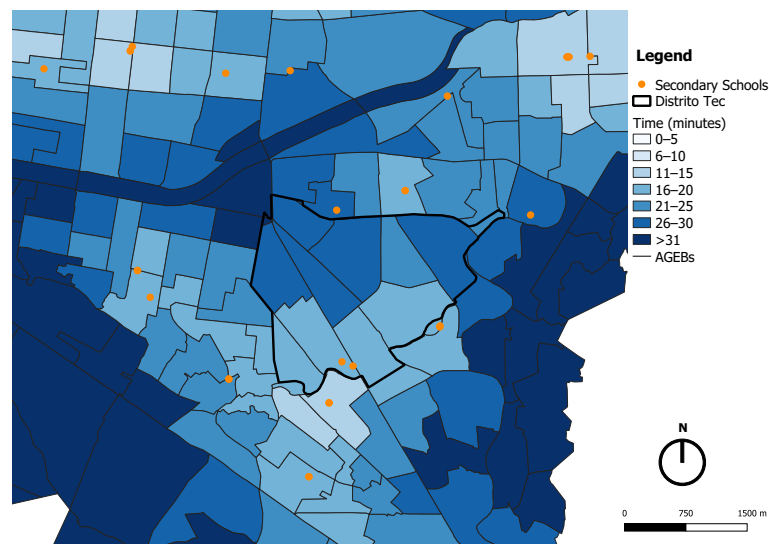 Legend
Secondary Schools
Distrito Tec
Time (minutes)
0–5
6–10
11–15
16–20
21–25
26–30
>31
AGEBs
N
0 750 1500 m